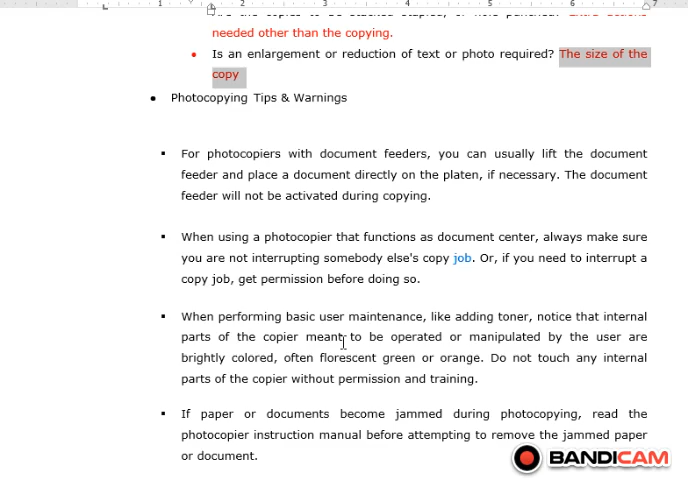 1 2 3 4 5 6 7
needed other than the copying.
Is an enlargement or reduction of text or photo required? The size of the
copy
Photocopying Tips & Warnings
For photocopiers with document feeders, you can usually lift the document
feeder and place a document directly on the platen, if necessary. The document
feeder will not be activated during copying.
When using a photocopier that functions as document center, always make sure
you are not interrupting somebody else's copy job. Or, if you need to interrupt a
copy job, get permission before doing so.
When performing basic user maintenance, like adding toner, notice that internal
parts of the copier meant to be operated or manipulated by the user are
brightly colored, often florescent green or orange. Do not touch any internal
parts of the copier without permission and training.
If paper or documents become jammed during photocopying, read the
photocopier instruction manual before attempting to remove the jammed paper
or document.
BANDICAM